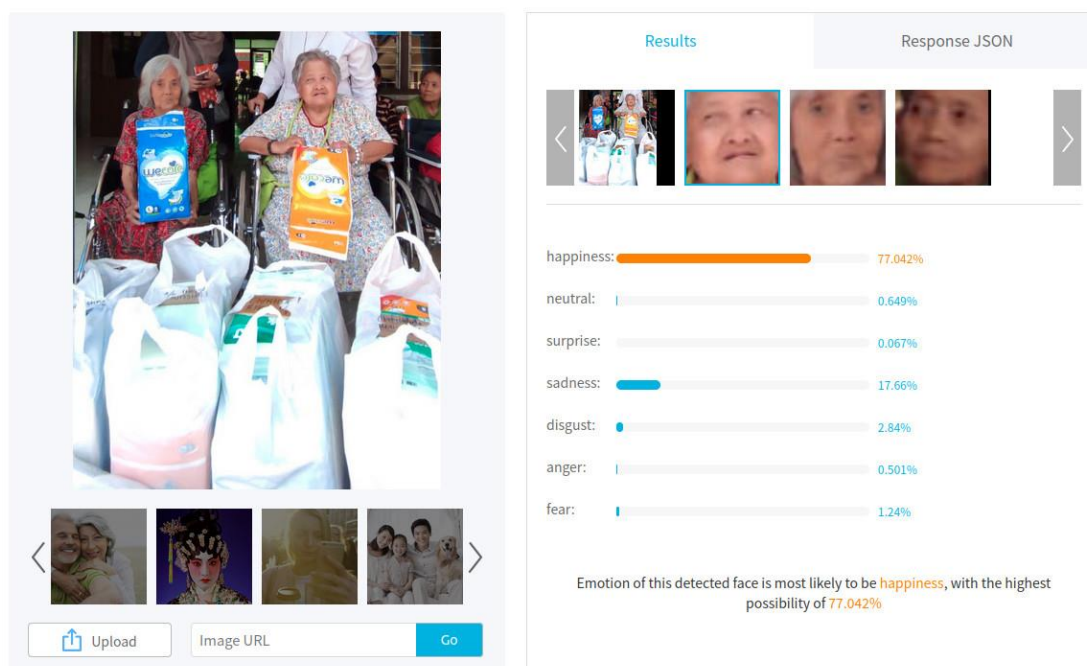 wecare
wecare
Upload
Image URL
Go
Results
Response JSON
happiness:
77.042%
neutral:
0.649%
surprise:
0.067%
sadness:
17.66%
disgust:
2.84%
anger:
0.501%
fear:
1.24%
Emotion of this detected face is most likely to be happiness, with the highest
possibility of 77.042%